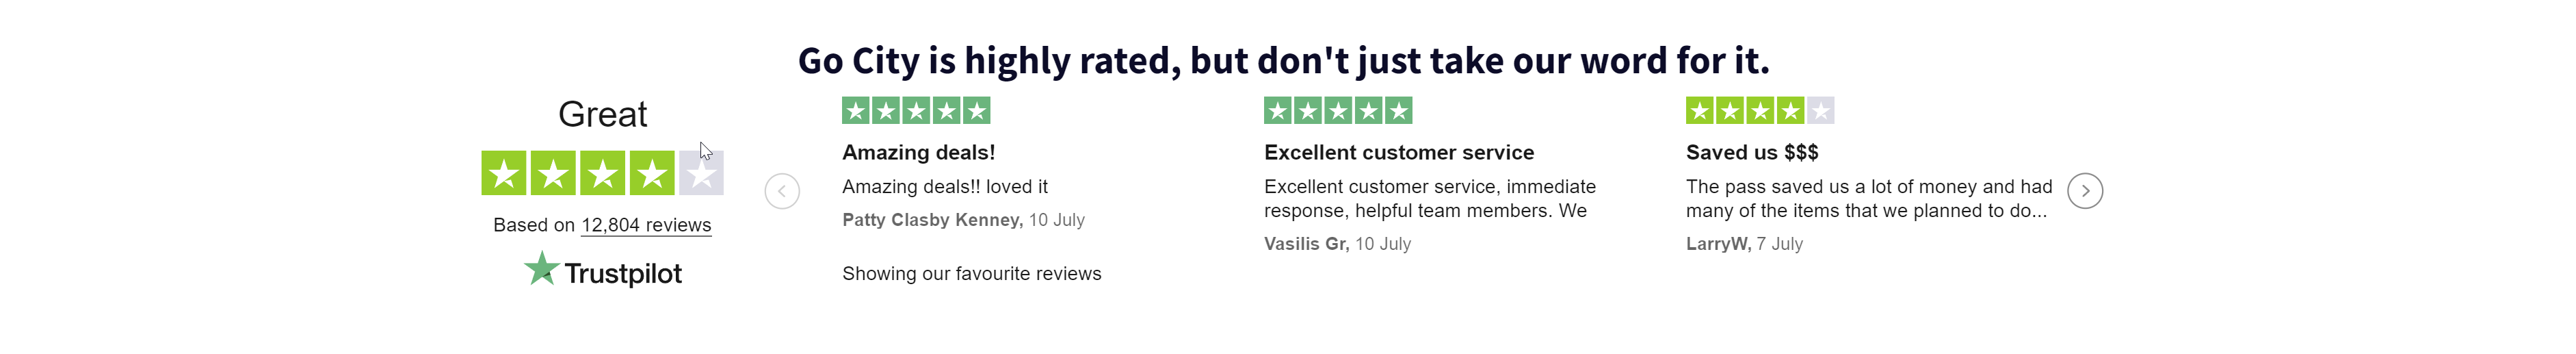 Go City is highly rated, but don't just take our word for it.
Great
Based on 12,804 reviews
Trustpilot
Amazing deals!
Amazing deals!! loved it
Patty Clasby Kenney, 10 July
Showing our favourite reviews
Excellent customer service
Excellent customer service, immediate
response, helpful team members. We
Vasilis Gr, 10 July
Saved us $$$
The pass saved us a lot of money and had
many of the items that we planned to do...
LarryW, 7 July